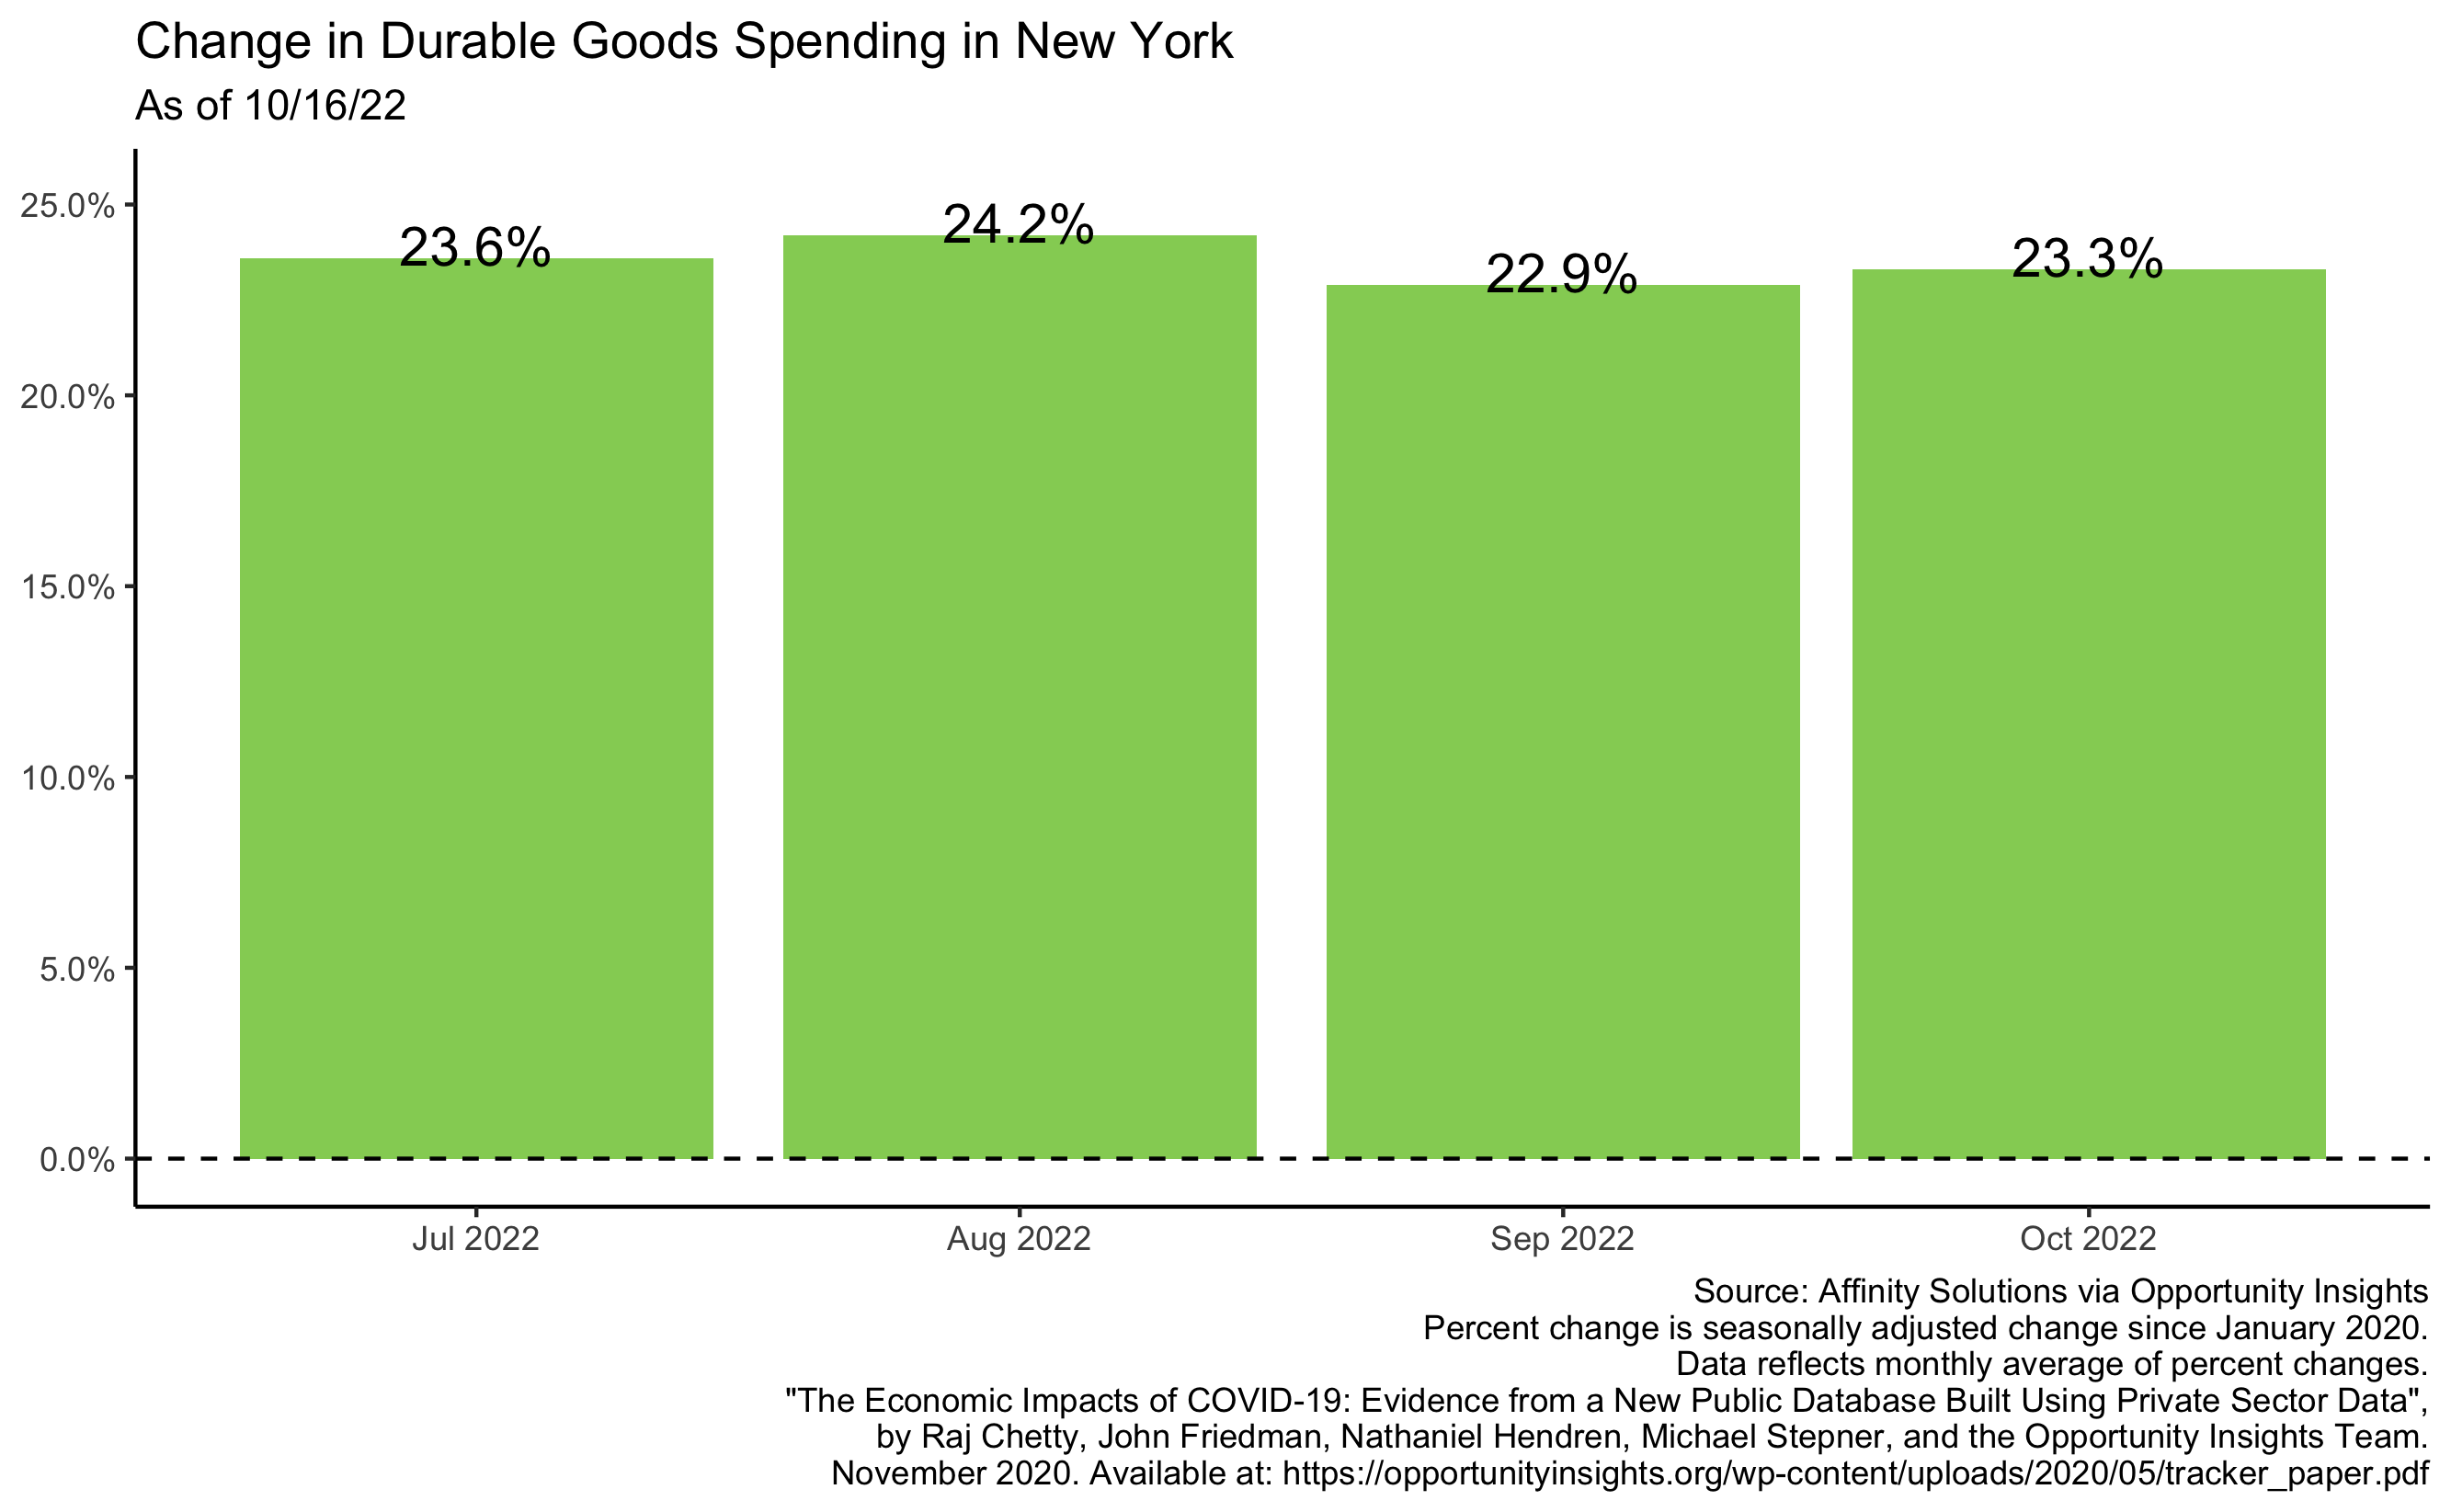 Change in Durable Goods Spending in New York
As of 10/16/22
25.0%
20.0%
15.0%
10.0%
5.0%
0.0%
23.6%
24.2%
22.9%
23.3%
Jul 2022
Aug 2022
Sep 2022
Oct 2022
Source: Affinity Solutions via Opportunity Insights
Percent change is seasonally adjusted change since January 2020.
Data reflects monthly average of percent changes.
"The Economic Impacts of COVID-19: Evidence from a New Public Database Built Using Private Sector Data",
by Raj Chetty, John Friedman, Nathaniel Hendren, Michael Stepner, and the Opportunity Insights Team.
November 2020. Available at: https://opportunityinsights.org/wp-content/uploads/2020/05/tracker_paper.pdf